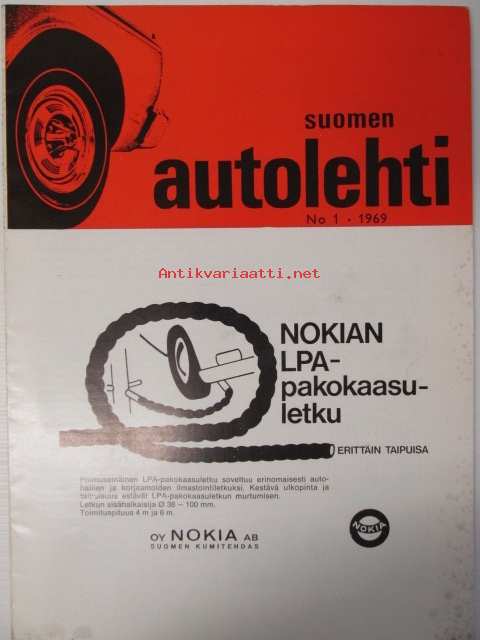 suomen
autolehti
No 1 • 1969
Antikvariaatti.net
NOKIAN
LPA-
pakokaasu-
letku
ERITTÄIN TAIPUISA
LPA-pakokaasuletku soveltuu erinomaisesti auto-
hallien ja korjaamoiden ilmastointiletkuksi. Kestävä ulkopinta ja
taipuisuus estävät LPA-pakokaasuletkun murtumisen.
Letkun sisähalkaisija Ø 38 — 100 mm.
Toimituspituus 4 m ja 6 m.
OY NOKIA AB
SUOMEN KUMITEHDAS
NOKIA